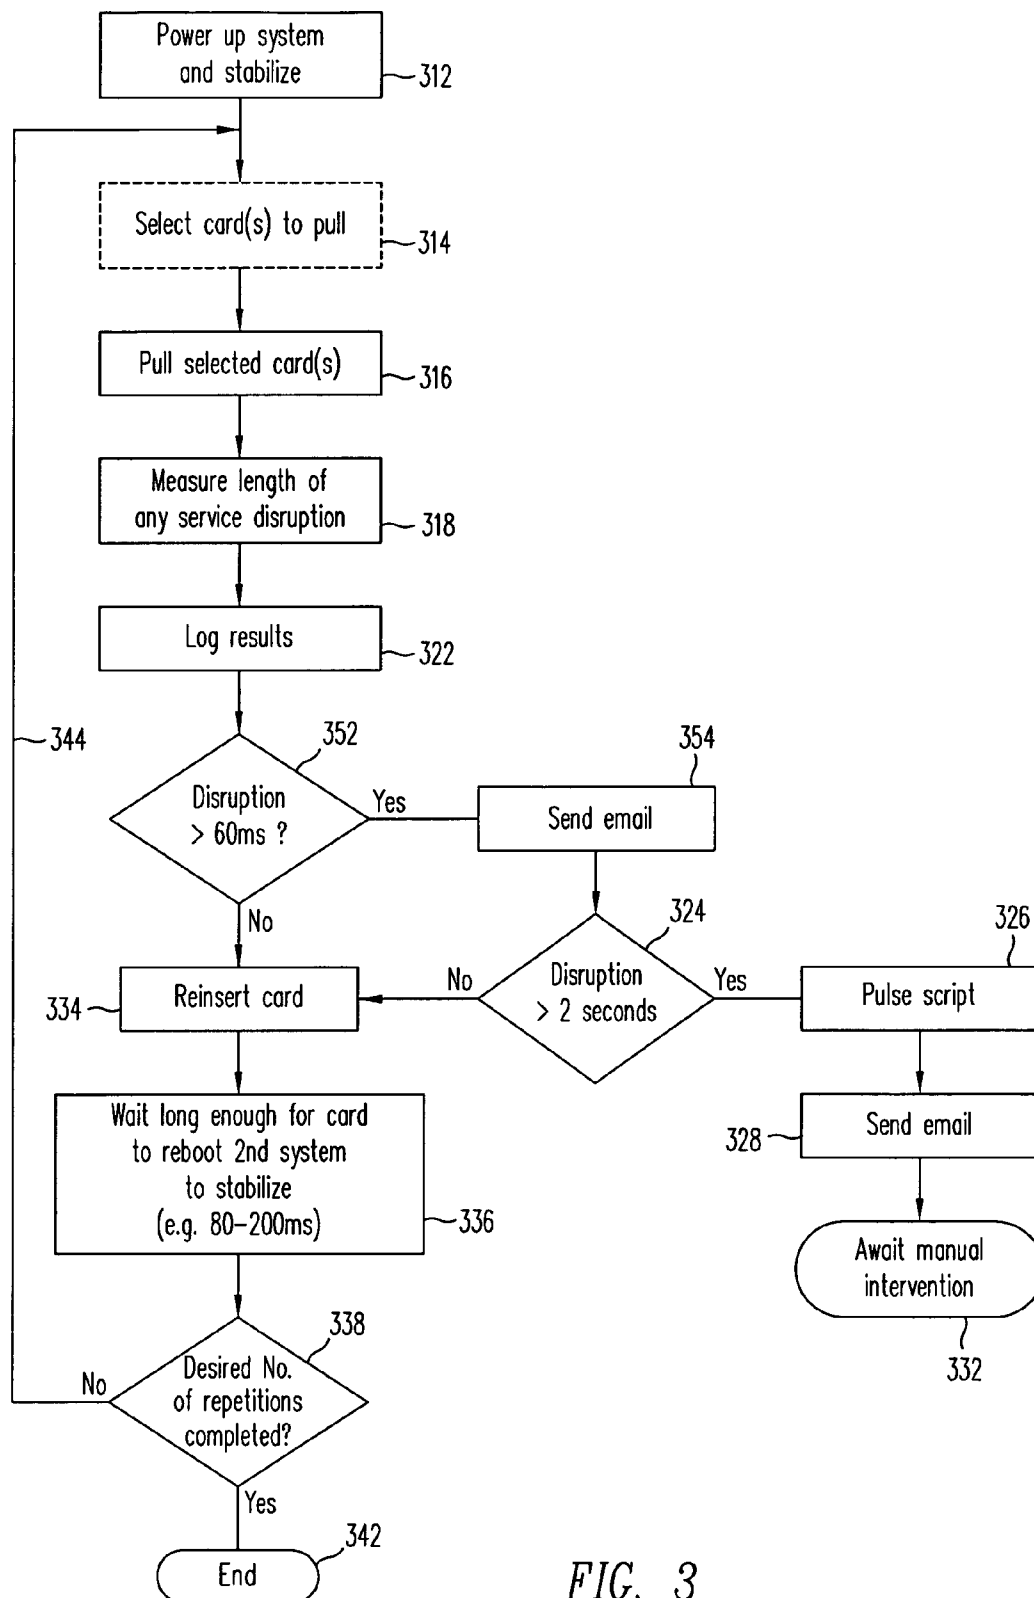 Power up system
and stabilize
312
Select card(s) to pull
314
Pull selected card(s)
316
Measure length of
any service disruption
318
Log results
322
344
352
Disruption
> 60ms ?
Yes
No
354
Send email
324
Disruption
> 2 seconds
No
Yes
326
Pulse script
334
Reinsert card
328
Send email
Wait long enough for card
to reboot 2nd system
to stabilize
(e.g. 80-200ms)
336
Await manual
intervention
332
338
Desired No.
of repetitions
completed?
No
Yes
342
End
FIG. 3